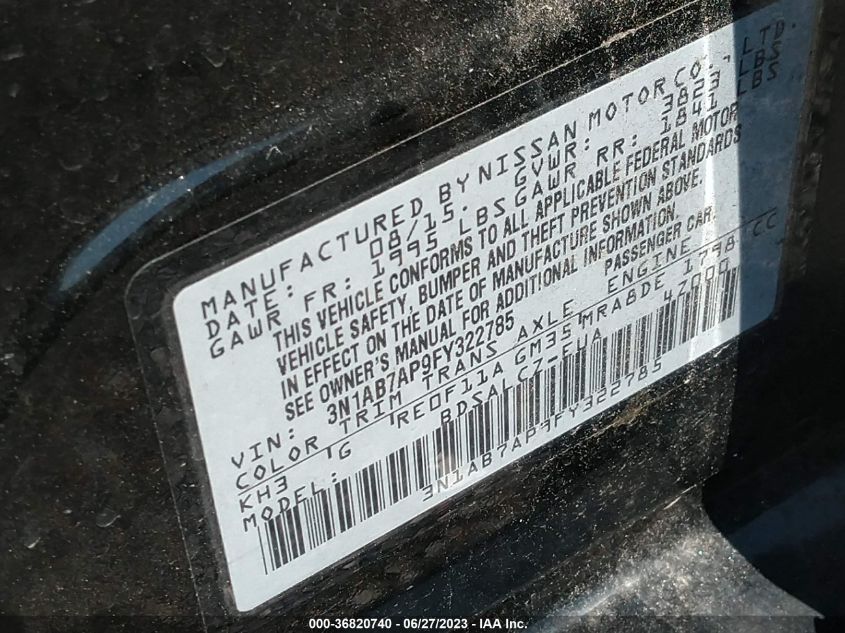 MANUFACTURED BY NISSAN MOTOR CO., LTD.
DATE: 08/15. GVWR: 3823 LBS
GAWR FR: 1995 LBS GAWR RR: 1841 LBS
THIS VEHICLE CONFORMS TO ALL APPLICABLE FEDERAL MOTOR
VEHICLE SAFETY, BUMPER AND THEFT PREVENTION STANDARDS
IN EFFECT ON THE DATE OF MANUFACTURE SHOWN ABOVE.
SEE OWNER'S MANUAL FOR ADDITIONAL INFORMATION.
VIN: 3N1AB7AP9FY322785 PASSENGER CAR
COLOR TRIM TRANS AXLE ENGINE
KH3 G RE0F11A GM35 MRA8DE 1798 CC
MODEL: BDSALCZ-EUA 47000
3N1AB7AP9FY322785
000-36820740 - 06/27/2023 - IAA Inc.